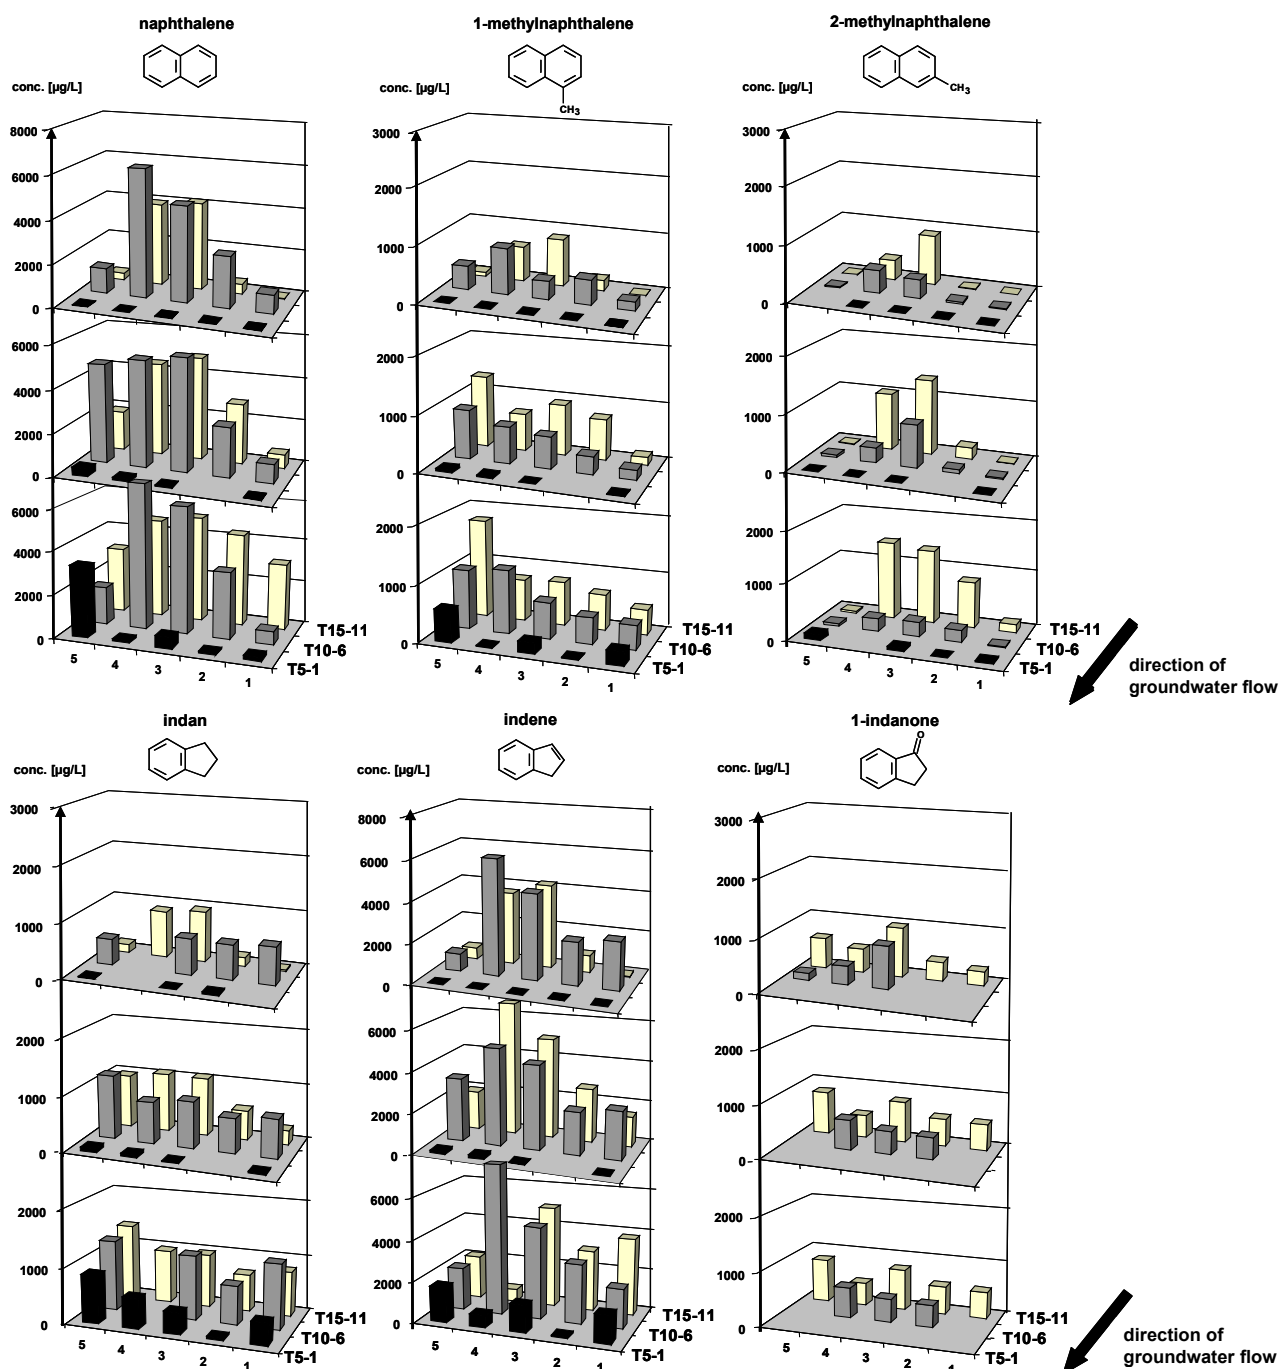 naphthalene
1-methylnaphthalene
2-methylnaphthalene
conc. [µg/L]
conc. [µg/L]
conc. [µg/L]
CH3
CH3
8000
6000
4000
2000
0
6000
4000
2000
0
6000
4000
2000
0
5
4
3
2
1
T15-11
T10-6
T5-1
3000
2000
1000
0
2000
1000
0
2000
1000
0
5
4
3
2
1
T15-11
T10-6
T5-1
3000
2000
1000
0
2000
1000
0
2000
1000
0
5
4
3
2
1
T15-11
T10-6
T5-1
direction of
groundwater flow
indan
indene
1-indanone
O
conc. [µg/L]
conc. [µg/L]
conc. [µg/L]
3000
2000
1000
0
2000
1000
0
2000
1000
0
5
4
3
2
1
T15-11
T10-6
T5-1
8000
6000
4000
2000
0
6000
4000
2000
0
6000
4000
2000
0
5
4
3
2
1
T15-11
T10-6
T5-1
3000
2000
1000
0
2000
1000
0
2000
1000
0
5
4
3
2
1
T15-11
T10-6
T5-1
direction of
groundwater flow